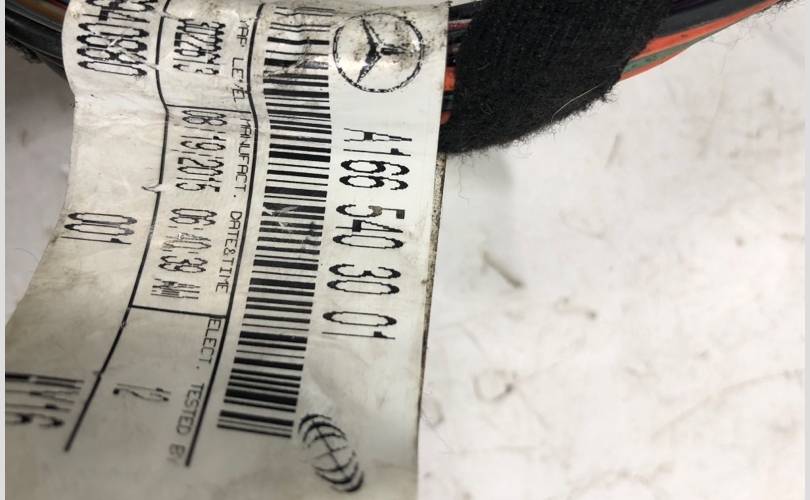 A166 540 30 01
MANUFACT. DATE&TIME
ELECT. TESTED BY
08/19/2015 06:40:39 AM
12
001